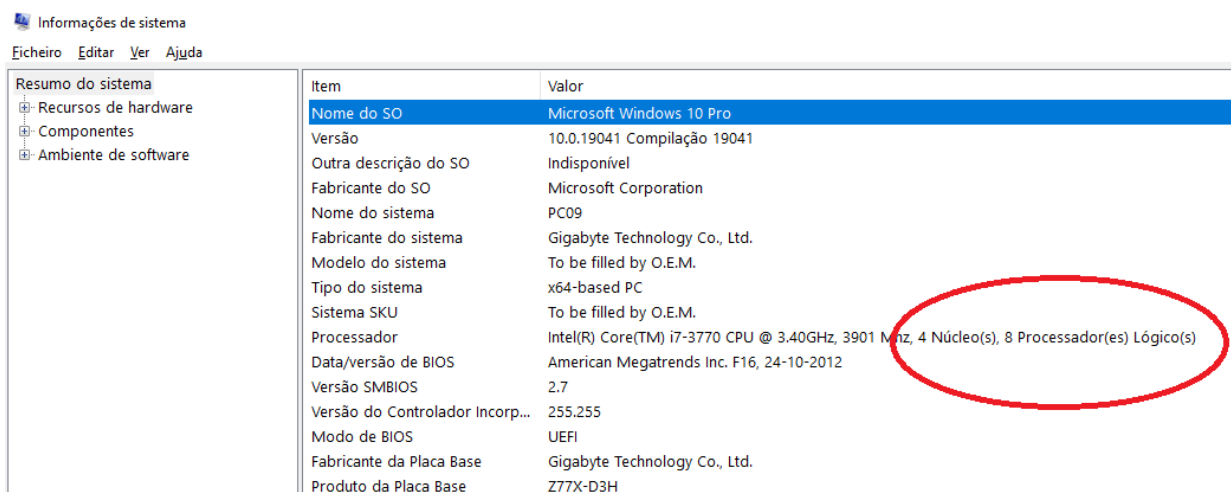 Informações de sistema
Ficheiro Editar Ver Ajuda
Resumo do sistema
Recursos de hardware
Componentes
Ambiente de software
Item Valor
Nome do SO Microsoft Windows 10 Pro
Versão 10.0.19041 Compilação 19041
Outra descrição do SO Indisponível
Fabricante do SO Microsoft Corporation
Nome do sistema PC09
Fabricante do sistema Gigabyte Technology Co., Ltd.
Modelo do sistema To be filled by O.E.M.
Tipo do sistema x64-based PC
Sistema SKU To be filled by O.E.M.
Processador Intel(R) Core(TM) i7-3770 CPU @ 3.40GHz, 3901 Mhz, 4 Núcleo(s), 8 Processador(es) Lógico(s)
Data/versão de BIOS American Megatrends Inc. F16, 24-10-2012
Versão SMBIOS 2.7
Versão do Controlador Incorp... 255.255
Modo de BIOS UEFI
Fabricante da Placa Base Gigabyte Technology Co., Ltd.
Produto da Placa Base Z77X-D3H